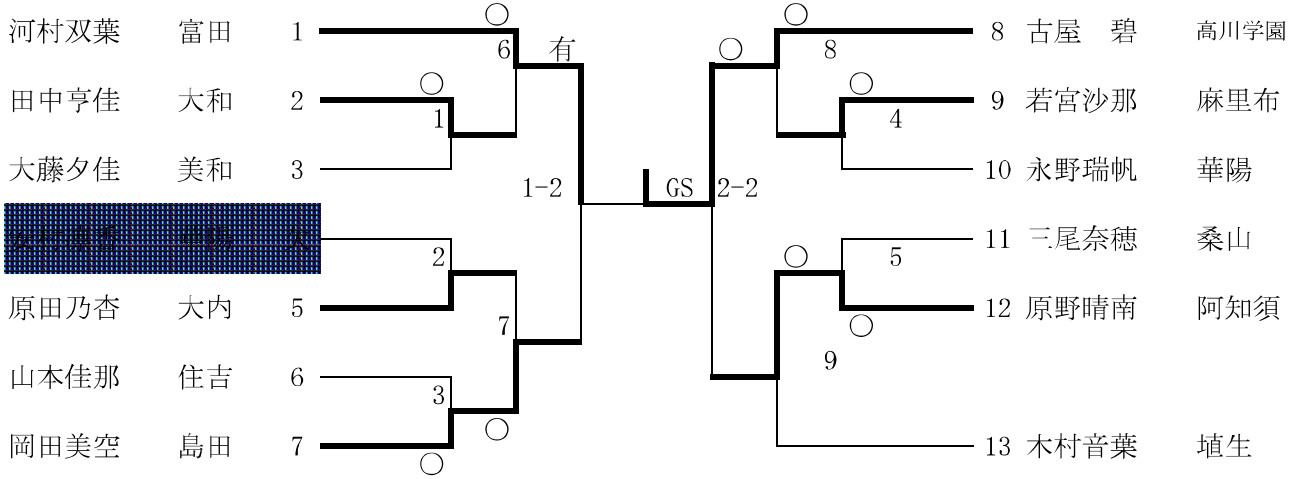 河村双葉 富田 1
田中亨佳 大和 2
大藤夕佳 美和 3
原田乃杏 大内 5
山本佳那 住吉 6
岡田美空 島田 7
○ 6 有
○ 1
2
7
3 ○
○
1-2
GS
2-2
○ ○ 8
○ 4
○ 5
○
9
8 古屋 碧 高川学園
9 若宮沙那 麻里布
10 永野瑞帆 華陽
11 三尾奈穂 桑山
12 原野晴南 阿知須
13 木村音葉 埴生